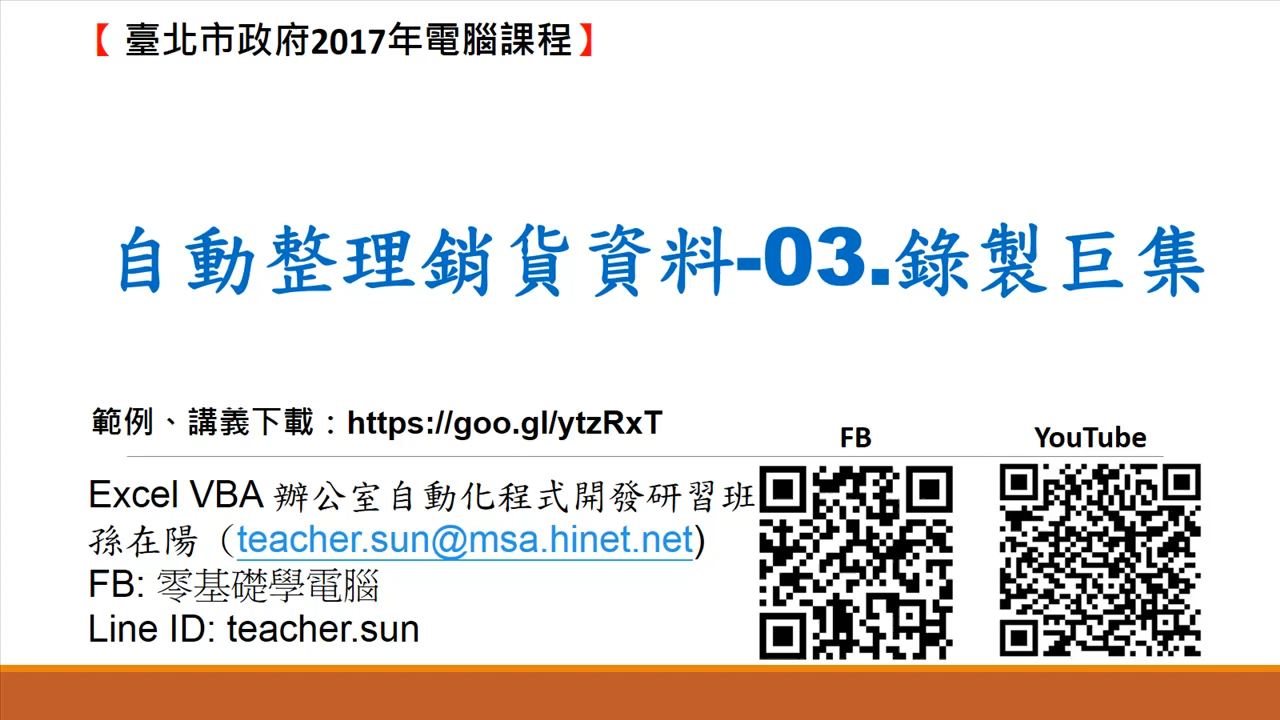 【臺北市政府2017年電腦課程】
自動整理銷貨資料-03.錄製巨集
範例、講義下載：https://goo.gl/ytzRxT
FB
YouTube
Excel VBA 辦公室自動化程式開發研習班
孫在陽（teacher.sun@msa.hinet.net)
FB: 零基礎學電腦
Line ID: teacher.sun